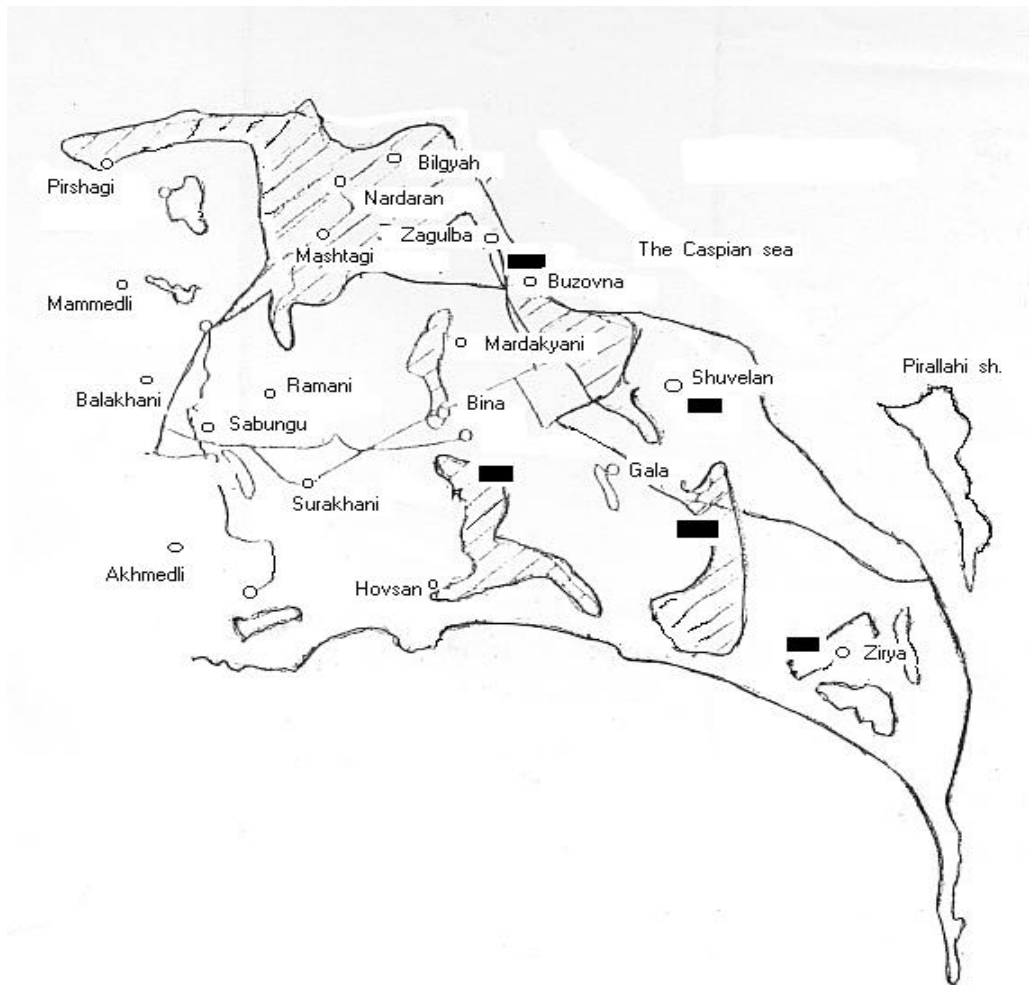 Bilgyah
Pirshagi
Nardaran
Zagulba
Mashtagi
The Caspian sea
Buzovna
Mammedli
Mardakyani
Pirallahi sh.
Shuvelan
Ramani
Balakhani
Bina
Sabungu
Gala
Surakhani
Akhmedli
Hovsan
Zirya